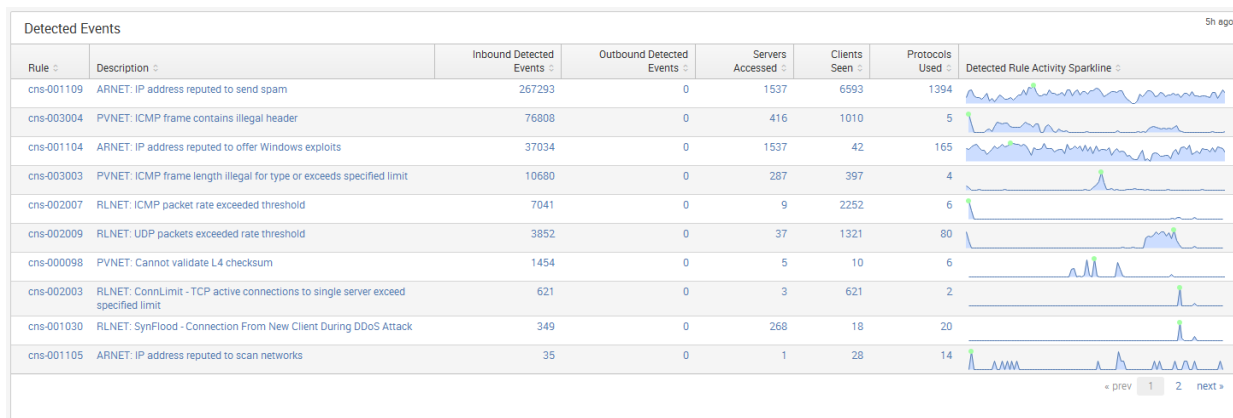 5h ago
Detected Events
Rule Description Inbound Detected Events Outbound Detected Events Servers Accessed Clients Seen Protocols Used Detected Rule Activity Sparkline
cns-001109 ARNET: IP address reputed to send spam 267293 0 1537 6593 1394
cns-003004 PVNET: ICMP frame contains illegal header 76808 0 416 1010 5
cns-001104 ARNET: IP address reputed to offer Windows exploits 37034 0 1537 42 165
cns-003003 PVNET: ICMP frame length illegal for type or exceeds specified limit 10680 0 287 397 4
cns-002007 RLNET: ICMP packet rate exceeded threshold 7041 0 9 2252 6
cns-002009 RLNET: UDP packets exceeded rate threshold 3852 0 37 1321 80
cns-000098 PVNET: Cannot validate L4 checksum 1454 0 5 10 6
cns-002003 RLNET: ConnLimit - TCP active connections to single server exceed 621 0 3 621 2
specified limit
cns-001030 RLNET: SynFlood - Connection From New Client During DDoS Attack 349 0 268 18 20
cns-001105 ARNET: IP address reputed to scan networks 35 0 1 28 14
« prev 1 2 next »